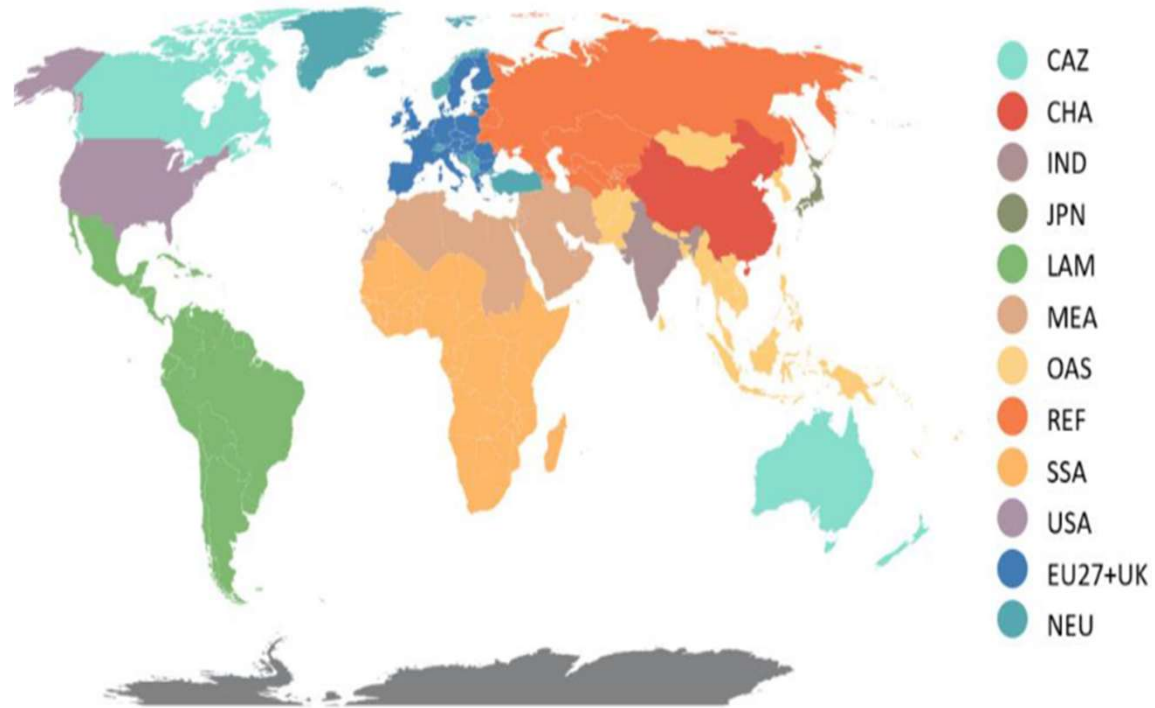 CAZ
CHA
IND
JPN
LAM
MEA
OAS
REF
SSA
USA
EU27+UK
NEU